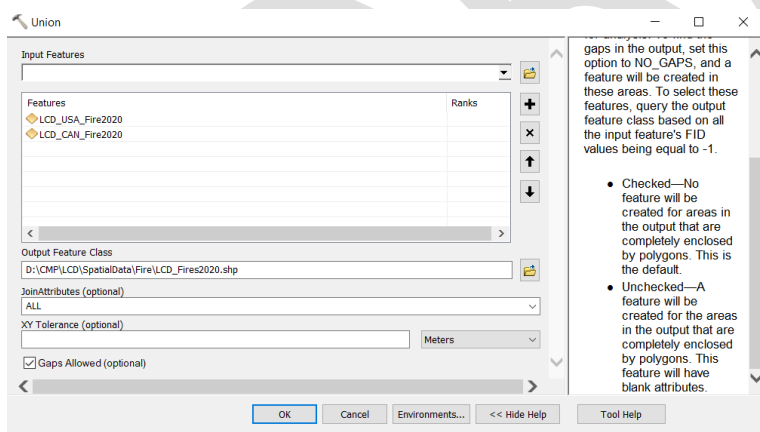 Union
Input Features
Features Ranks
LCD_USA_Fire2020
LCD_CAN_Fire2020
Output Feature Class
D:\CMP\LCD\SpatialData\Fire\LCD_Fires2020.shp
JoinAttributes (optional)
ALL
XY Tolerance (optional)
Meters
Gaps Allowed (optional)
gaps in the output, set this
option to NO_GAPS, and a
feature will be created in
these areas. To select these
features, query the output
feature class based on all
the input feature's FID
values being equal to -1.
• Checked—No
feature will be
created for areas in
the output that are
completely enclosed
by polygons. This is
the default.
• Unchecked—A
feature will be
created for the areas
in the output that are
completely enclosed
by polygons. This
feature will have
blank attributes.
OK Cancel Environments... << Hide Help Tool Help